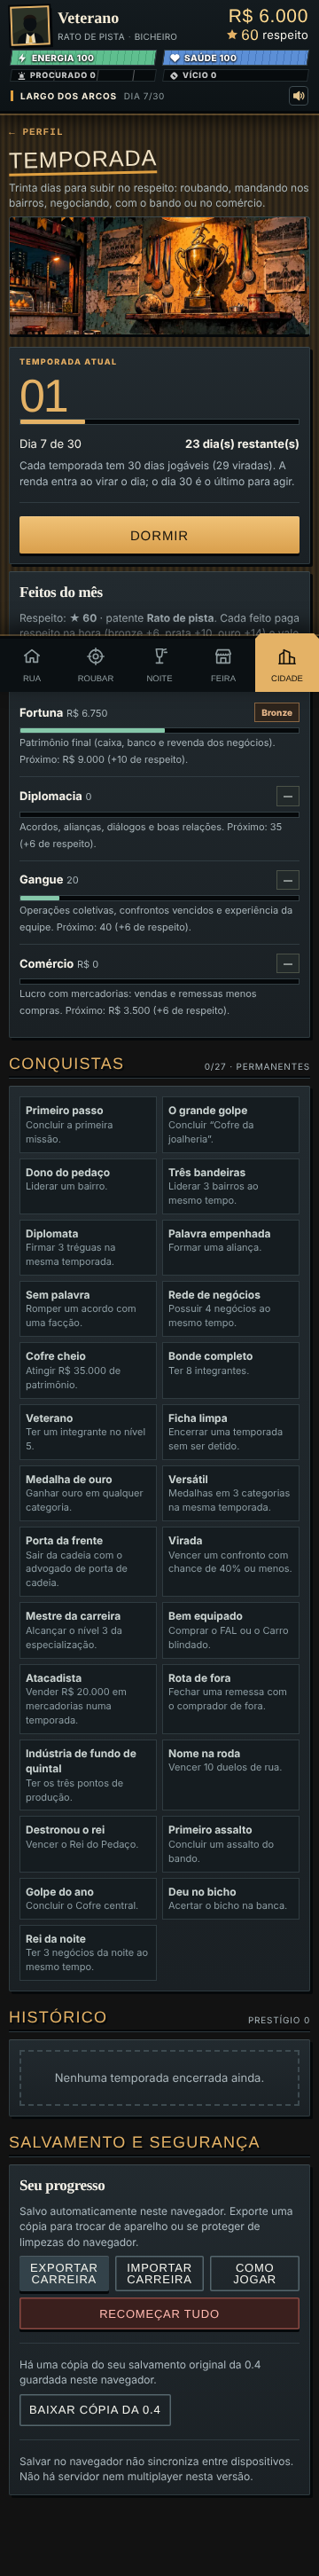 Veterano
RATO DE PISTA · BICHEIRO
R$ 6.000
★ 60 respeito
ENERGIA 100
SAÚDE 100
PROCURADO 0
VÍCIO 0
LARGO DOS ARCOS DIA 7/30
← PERFIL
TEMPORADA
Trinta dias para subir no respeito: roubando, mandando nos
bairros, negociando, com o bando ou no comércio.
TEMPORADA ATUAL
01
Dia 7 de 30
23 dia(s) restante(s)
Cada temporada tem 30 dias jogáveis (29 viradas). A
renda entra ao virar o dia; o dia 30 é o último para agir.
DORMIR
Feitos do mês
Respeito: ★ 60 · patente Rato de pista. Cada feito paga
respeito na hora (bronze +6, prata +10, ouro +14) e vale
RUA
ROUBAR
NOITE
FEIRA
CIDADE
Fortuna R$ 6.750
Bronze
Patrimônio final (caixa, banco e revenda dos negócios).
Próximo: R$ 9.000 (+10 de respeito).
Diplomacia 0
—
Acordos, alianças, diálogos e boas relações. Próximo: 35
(+6 de respeito).
Gangue 20
—
Operações coletivas, confrontos vencidos e experiência da
equipe. Próximo: 40 (+6 de respeito).
Comércio R$ 0
—
Lucro com mercadorias: vendas e remessas menos
compras. Próximo: R$ 3.500 (+6 de respeito).
CONQUISTAS
0/27 · PERMANENTES
Primeiro passo
Concluir a primeira
missão.
O grande golpe
Concluir “Cofre da
joalheria”.
Dono do pedaço
Liderar um bairro.
Três bandeiras
Liderar 3 bairros ao
mesmo tempo.
Diplomata
Firmar 3 tréguas na
mesma temporada.
Palavra empenhada
Formar uma aliança.
Sem palavra
Romper um acordo com
uma facção.
Rede de negócios
Possuir 4 negócios ao
mesmo tempo.
Cofre cheio
Atingir R$ 35.000 de
patrimônio.
Bonde completo
Ter 8 integrantes.
Veterano
Ter um integrante no nível
5.
Ficha limpa
Encerrar uma temporada
sem ser detido.
Medalha de ouro
Ganhar ouro em qualquer
categoria.
Versátil
Medalhas em 3 categorias
na mesma temporada.
Porta da frente
Sair da cadeia com o
advogado de porta de
cadeia.
Virada
Vencer um confronto com
chance de 40% ou menos.
Mestre da carreira
Alcançar o nível 3 da
especialização.
Bem equipado
Comprar o FAL ou o Carro
blindado.
Atacadista
Vender R$ 20.000 em
mercadorias numa
temporada.
Rota de fora
Fechar uma remessa com
o comprador de fora.
Indústria de fundo de
quintal
Ter os três pontos de
produção.
Nome na roda
Vencer 10 duelos de rua.
Destronou o rei
Vencer o Rei do Pedaço.
Primeiro assalto
Concluir um assalto do
bando.
Golpe do ano
Concluir o Cofre central.
Deu no bicho
Acertar o bicho na banca.
Rei da noite
Ter 3 negócios da noite ao
mesmo tempo.
HISTÓRICO
PRESTÍGIO 0
Nenhuma temporada encerrada ainda.
SALVAMENTO E SEGURANÇA
Seu progresso
Salvo automaticamente neste navegador. Exporte uma
cópia para trocar de aparelho ou se proteger de
limpezas do navegador.
EXPORTAR
CARREIRA
IMPORTAR
CARREIRA
COMO
JOGAR
RECOMEÇAR TUDO
Há uma cópia do seu salvamento original da 0.4
guardada neste navegador.
BAIXAR CÓPIA DA 0.4
Salvar no navegador não sincroniza entre dispositivos.
Não há servidor nem multiplayer nesta versão.